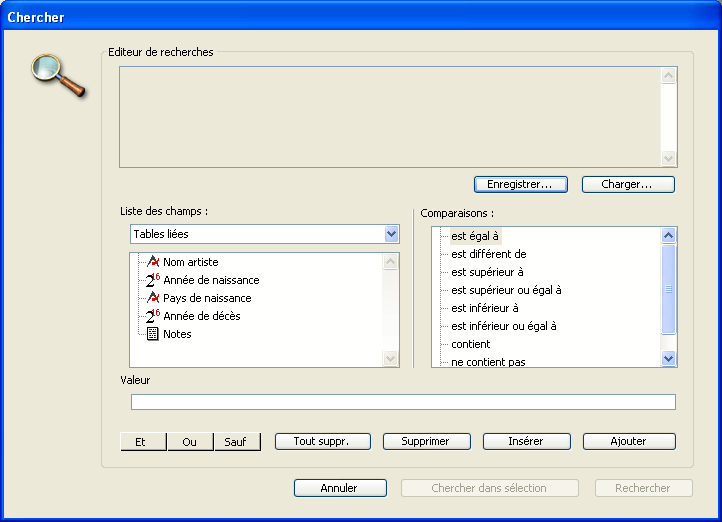 Chercher
Editeur de recherches
Enregistrer... Charger...
Liste des champs :
Tables liées
Nom artiste
Année de naissance
Pays de naissance
Année de décès
Notes
Comparaisons :
est égal à
est différent de
est supérieur à
est supérieur ou égal à
est inférieur à
est inférieur ou égal à
contient
ne contient pas
Valeur
Et Ou Sauf Tout suppr. Supprimer Insérer Ajouter
Annuler Chercher dans sélection Rechercher